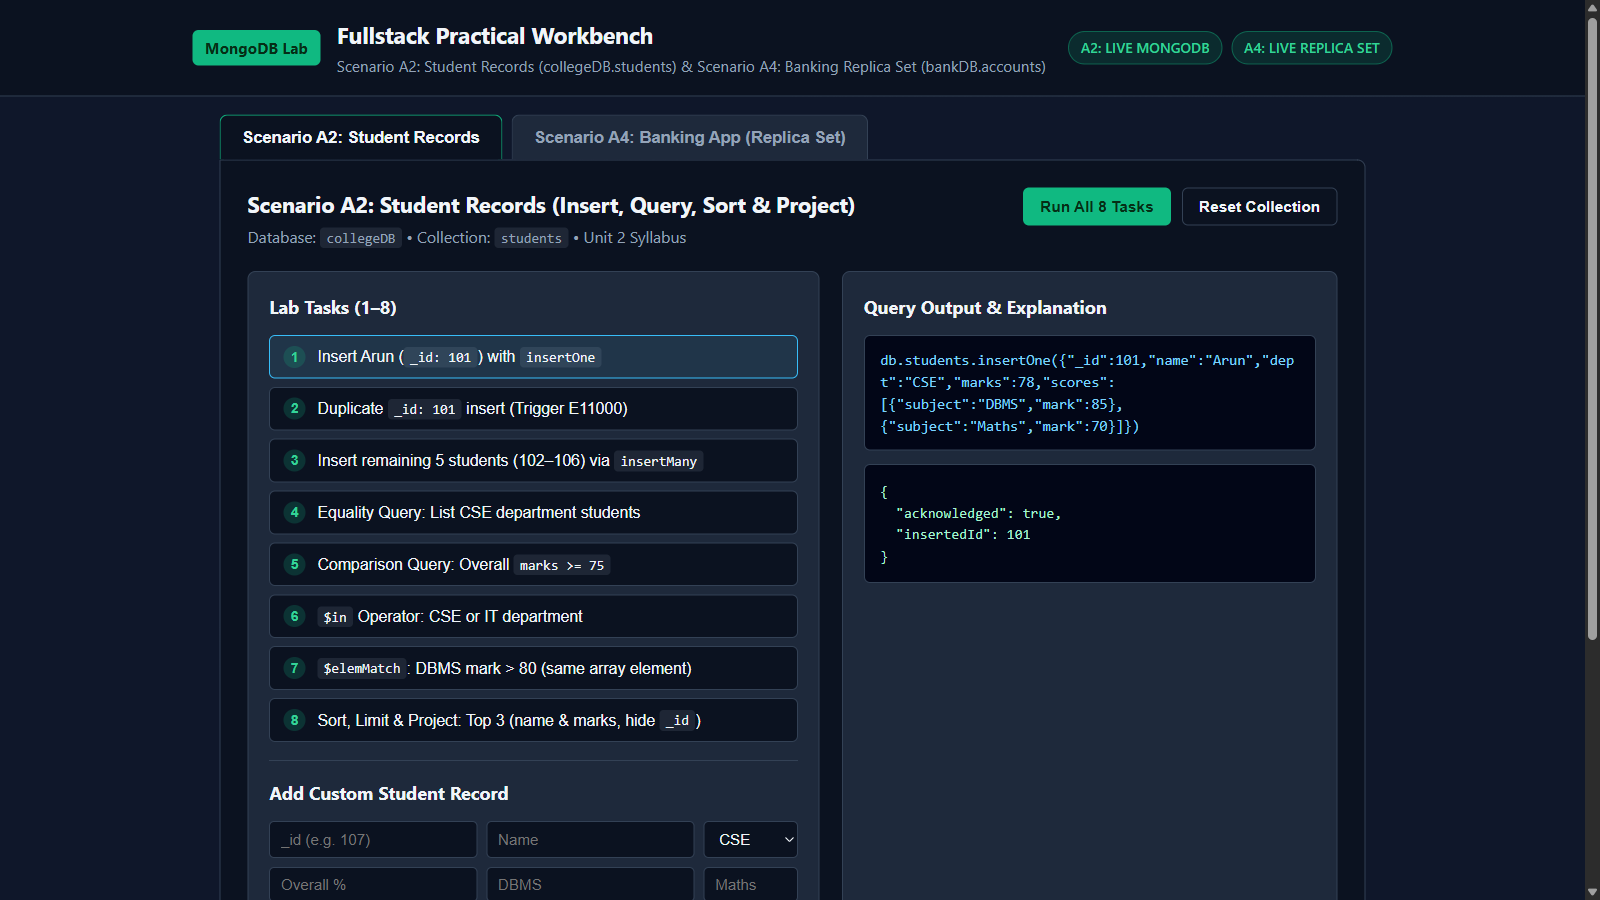 MongoDB Lab
Fullstack Practical Workbench
Scenario A2: Student Records (collegeDB.students) & Scenario A4: Banking Replica Set (bankDB.accounts)
A2: LIVE MONGODB
A4: LIVE REPLICA SET
Scenario A2: Student Records
Scenario A4: Banking App (Replica Set)
Scenario A2: Student Records (Insert, Query, Sort & Project)
Database: collegeDB • Collection: students • Unit 2 Syllabus
Run All 8 Tasks
Reset Collection
Lab Tasks (1–8)
1 Insert Arun (_id: 101) with insertOne
2 Duplicate _id: 101 insert (Trigger E11000)
3 Insert remaining 5 students (102–106) via insertMany
4 Equality Query: List CSE department students
5 Comparison Query: Overall marks >= 75
6 $in Operator: CSE or IT department
7 $elemMatch: DBMS mark > 80 (same array element)
8 Sort, Limit & Project: Top 3 (name & marks, hide _id)
Add Custom Student Record
_id (e.g. 107)
Name
CSE
Overall %
DBMS
Maths
Query Output & Explanation
db.students.insertOne({"_id":101,"name":"Arun","dep
t":"CSE","marks":78,"scores":
[{"subject":"DBMS","mark":85},
{"subject":"Maths","mark":70}]})
{
"acknowledged": true,
"insertedId": 101
}